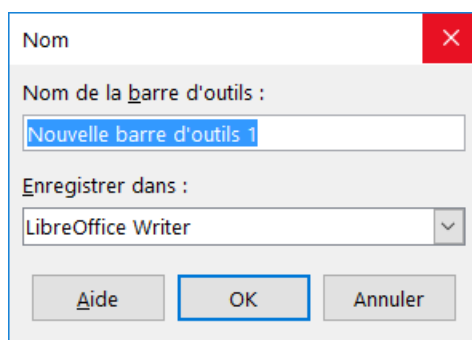 Nom
Nom de la barre d'outils :
Nouvelle barre d'outils 1
Enregistrer dans :
LibreOffice Writer
Aide OK Annuler